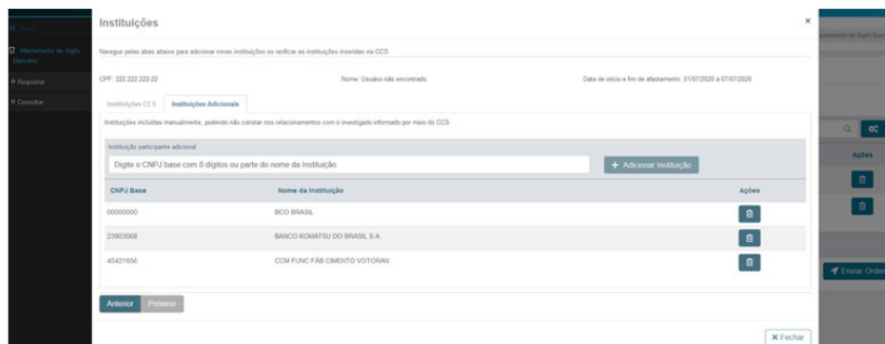 Instituições
×
Navegue pelas abas abaixo para adicionar novas instituições ou verificar as instituições inseridas via CCS.
CPF: 222.222.222-22
Nome: Usuário não encontrado
Data de início e fim de afastamento: 01/07/2020 a 07/07/2020
Instituições CCS
Instituições Adicionais
Instituições incluídas manualmente, podendo não constar nos relacionamentos com o investigado informado por meio do CCS
Instituição participante adicional
Digite o CNPJ base com 8 dígitos ou parte do nome da Instituição
+ Adicionar Instituição
CNPJ Base
Nome da Instituição
Ações
00000000
BCO BRASIL
23903068
BANCO KOMATSU DO BRASIL S.A.
45421856
CCM FUNC FÁB CIMENTO VOTORAN
Anterior
Próximo
× Fechar
Afastamento de Sigilo
Bancário
Requisitar
Consultar
Ações
Enviar Ordem